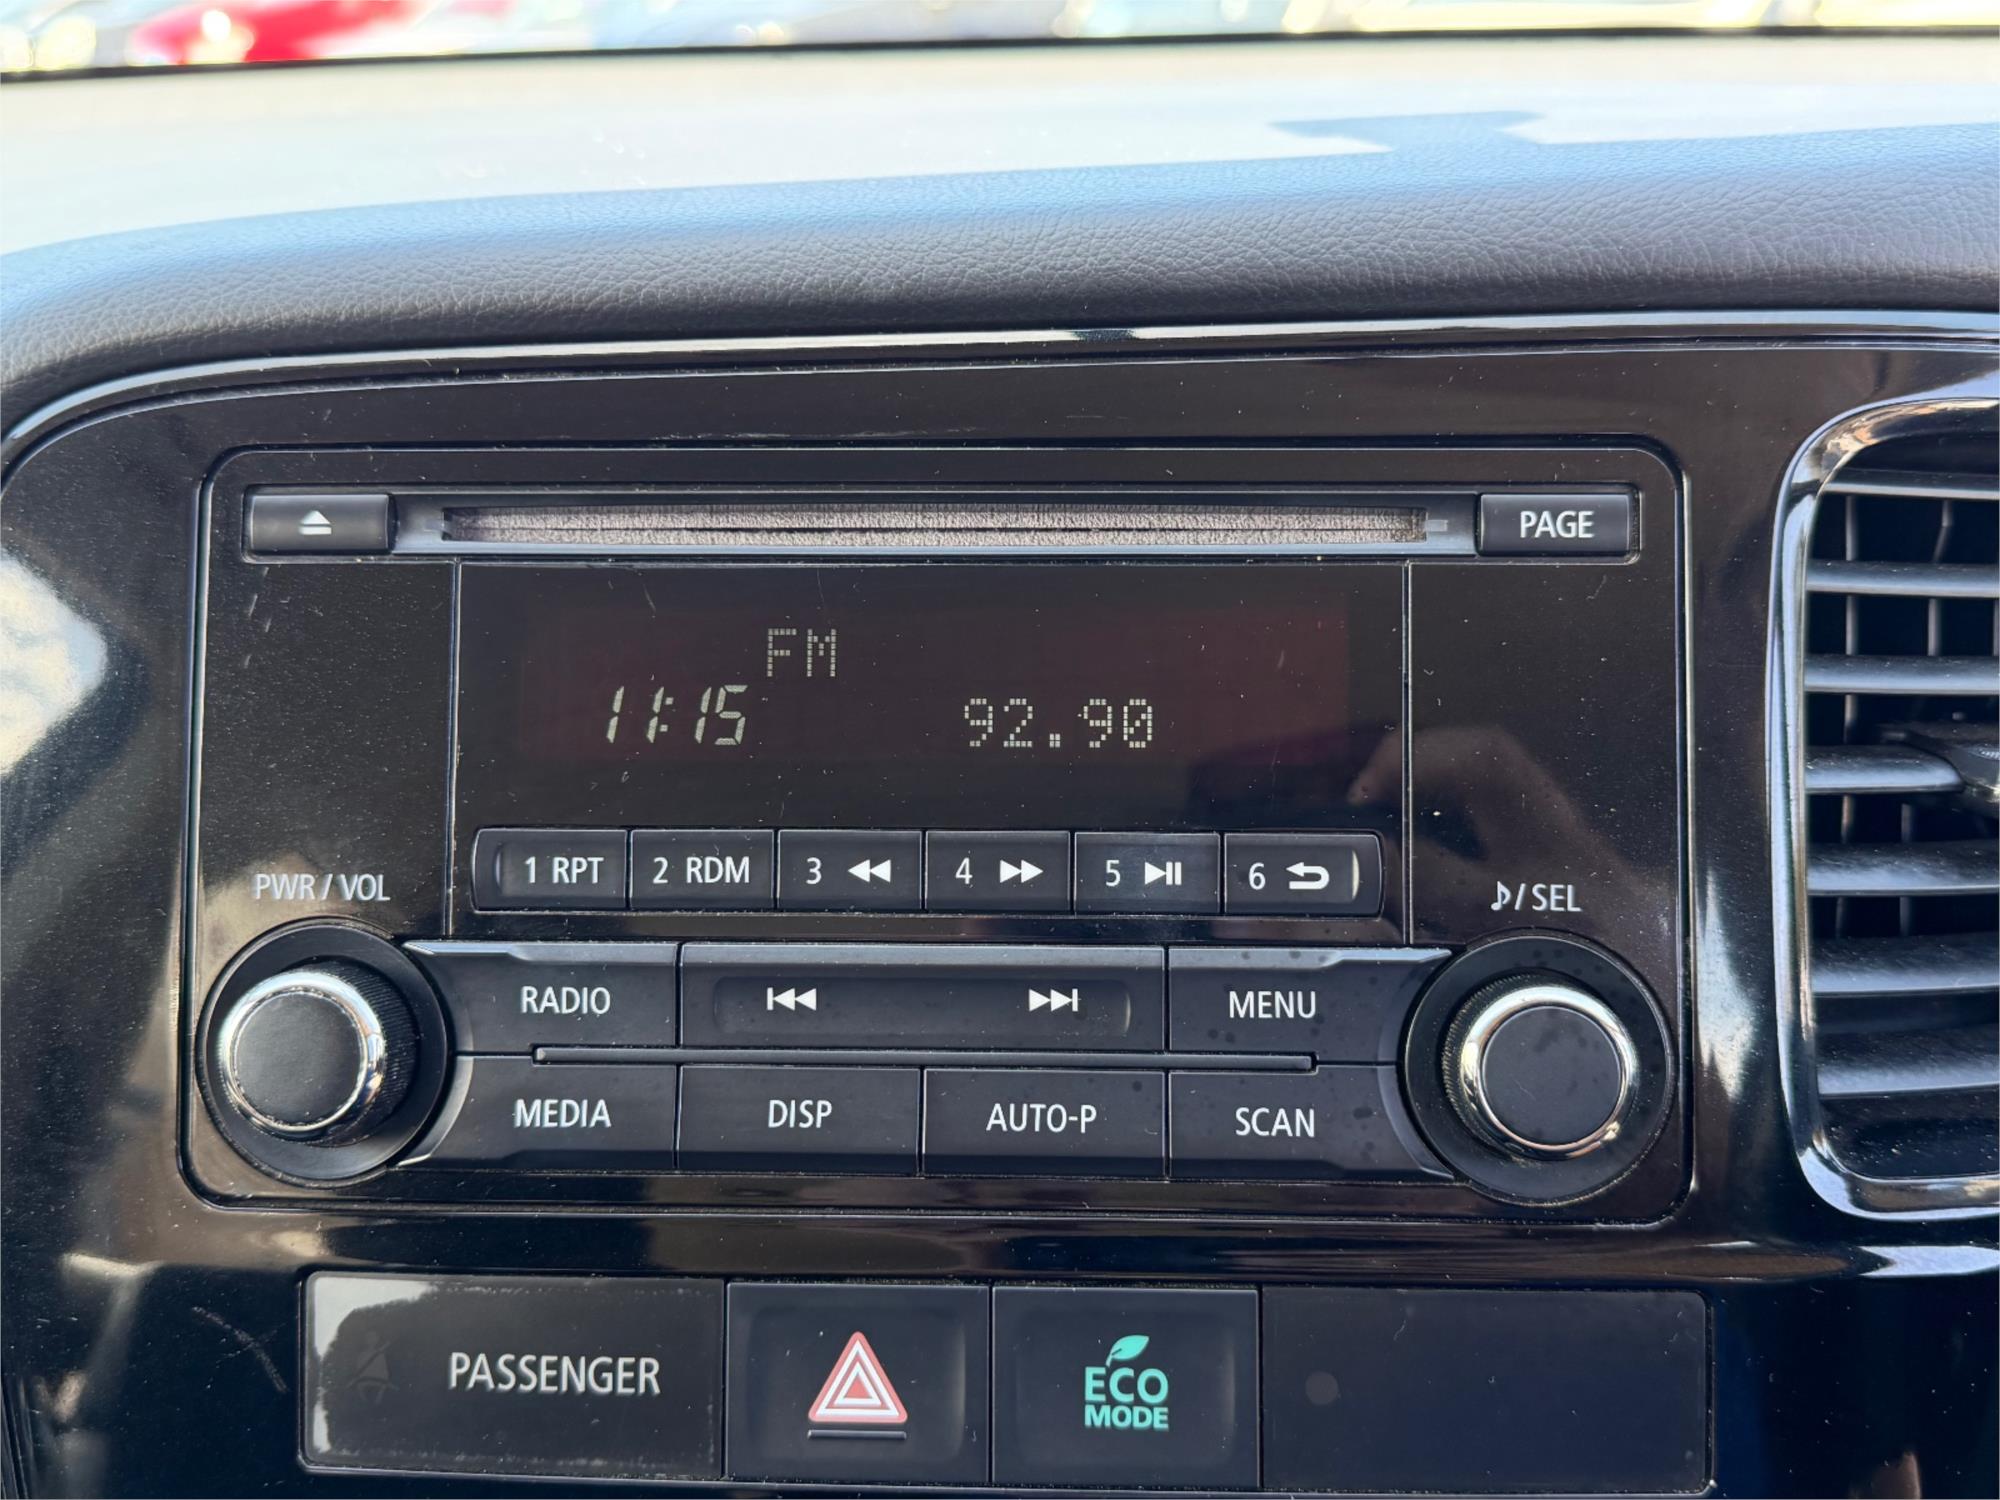 PAGE
FM
11:15 92.90
1 RPT 2 RDM 3 4 5 6
PWR / VOL
♪/ SEL
RADIO MENU
MEDIA DISP AUTO-P SCAN
PASSENGER
ECO
MODE